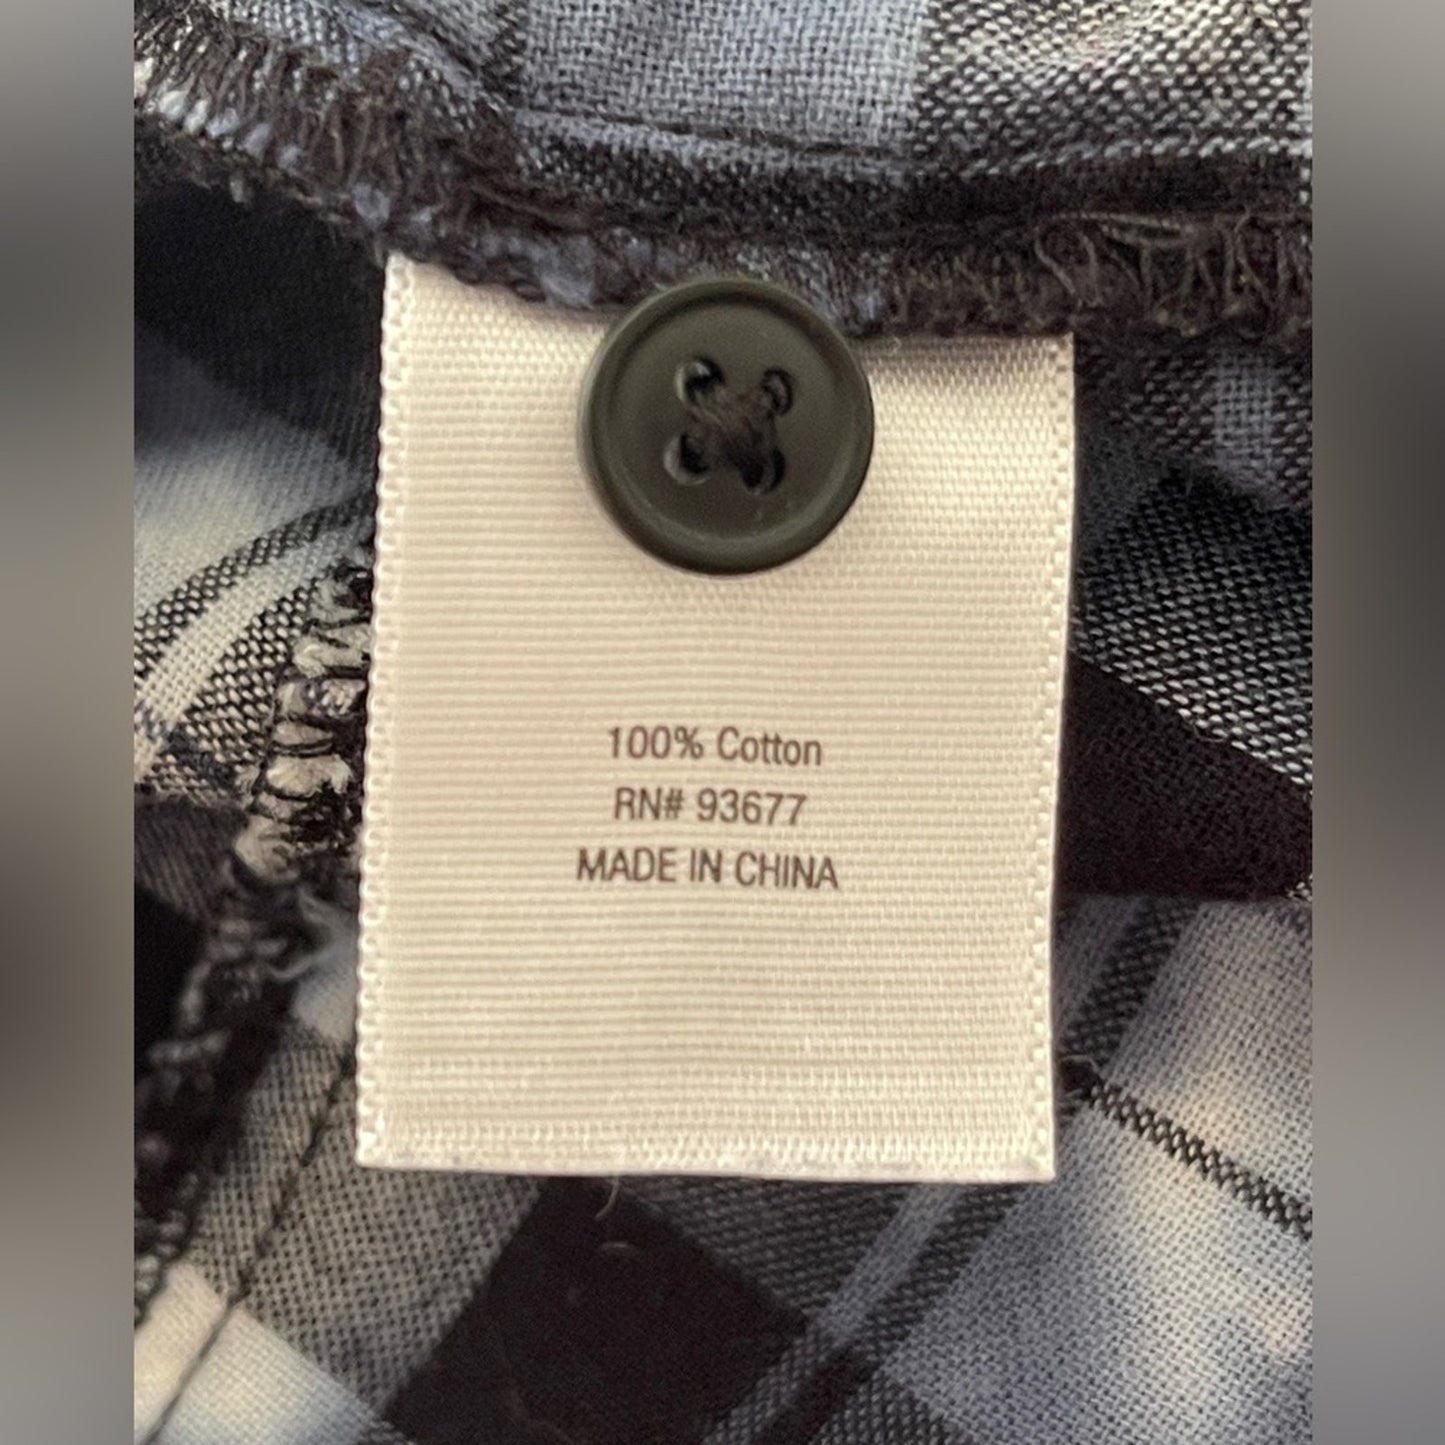 100% Cotton
RN# 93677
MADE IN CHINA